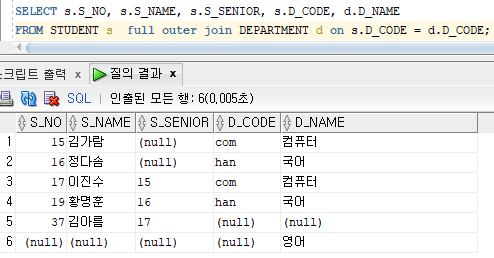 SELECT s.S_NO, s.S_NAME, s.S_SENIOR, s.D_CODE, d.D_NAME
FROM STUDENT s  full outer join DEPARTMENT d on s.D_CODE = d.D_CODE;
스크립트 출력 x 질의 결과 x
SQL | 인출된 모든 행: 6(0,005초)
S_NO S_NAME S_SENIOR D_CODE D_NAME
1 15 김가람 (null) com 컴퓨터
2 16 정다솜 (null) han 국어
3 17 이진수 15 com 컴퓨터
4 19 황명훈 16 han 국어
5 37 김아름 17 (null) (null)
6 (null) (null) (null) (null) 영어